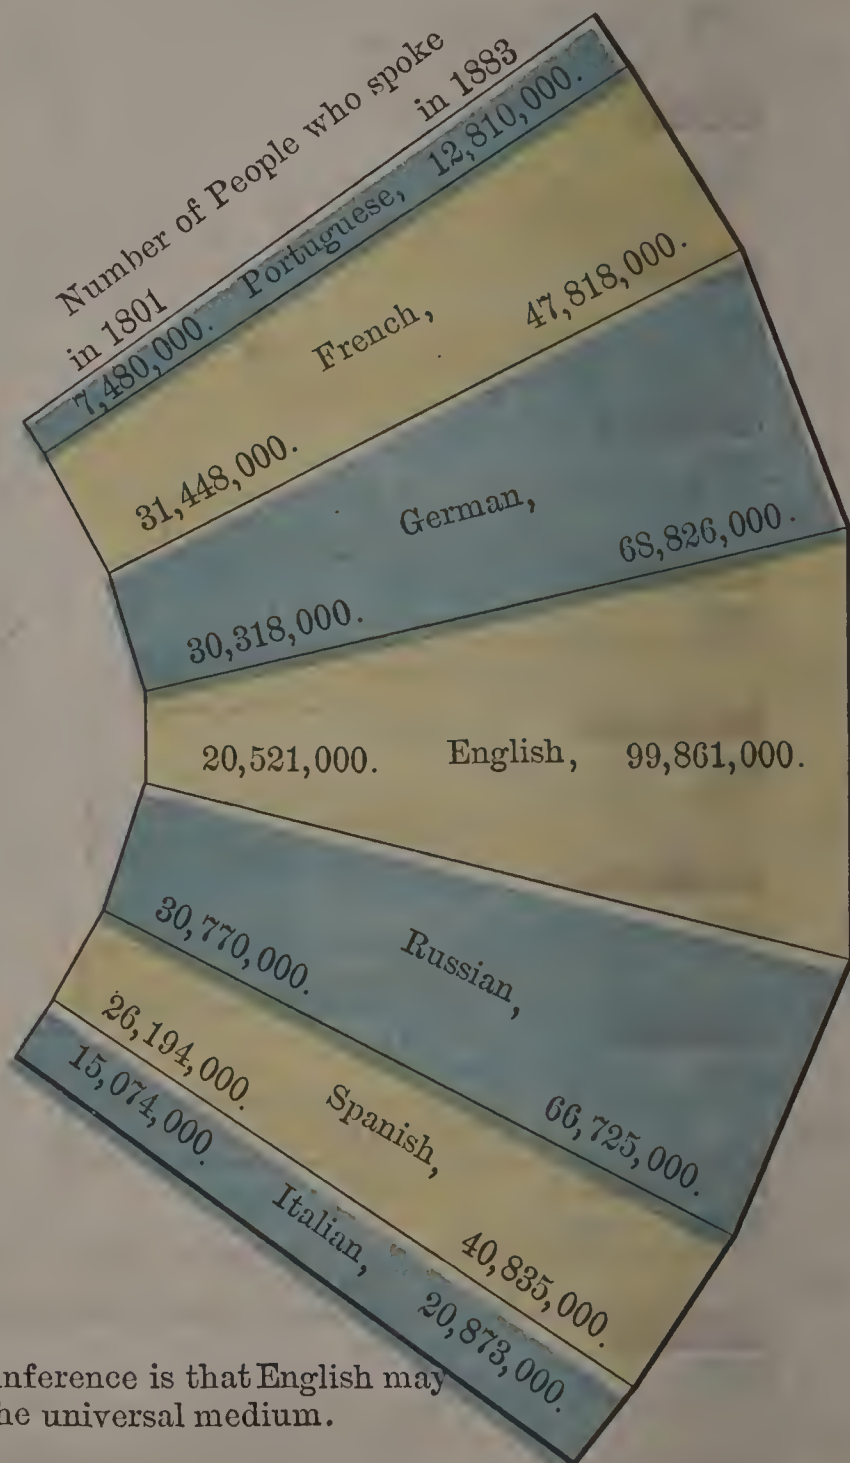 Number of People who spoke
in 1801 in 1883
7,480,000. Portuguese, 12,810,000.
31,448,000. French, 47,818,000.
30,318,000. German, 68,826,000.
20,521,000. English, 99,861,000.
30,770,000. Russian, 66,725,000.
26,194,000. Spanish, 40,835,000.
15,074,000. Italian, 20,873,000.
nference is that English may
he universal medium.